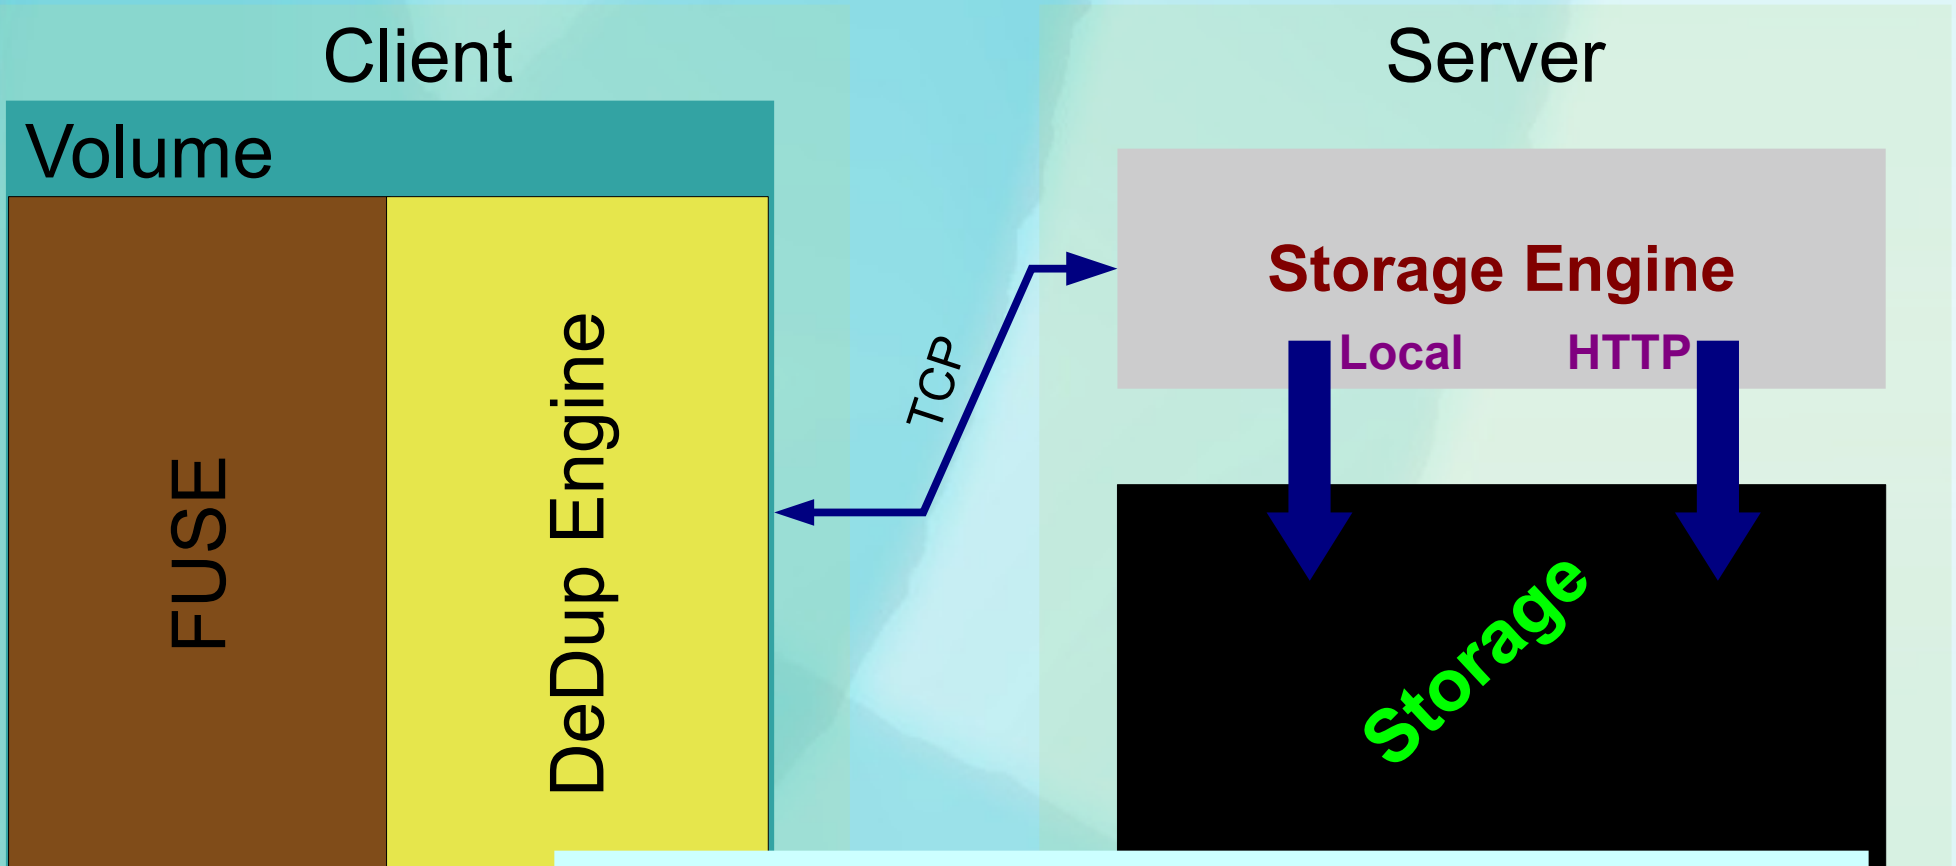 Client
Server
Volume
FUSE
DeDup Engine
TCP
Storage Engine
Local
HTTP
Storage